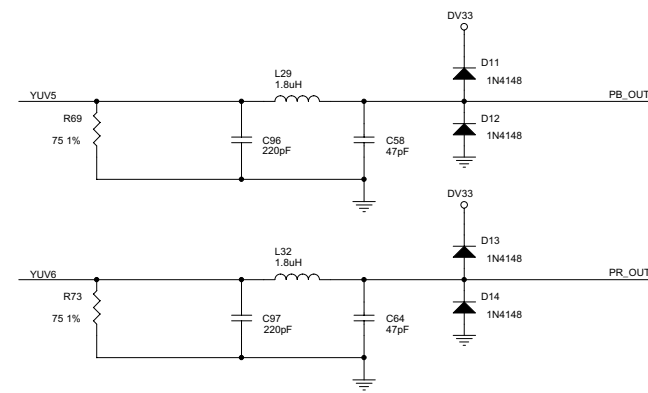 DV33
D11
1N4148
L29
1.8uH
YUV5
PB_OUT
R69
75 1%
C96
220pF
C58
47pF
D12
1N4148
DV33
D13
1N4148
L32
1.8uH
YUV6
PR_OUT
R73
75 1%
C97
220pF
C64
47pF
D14
1N4148